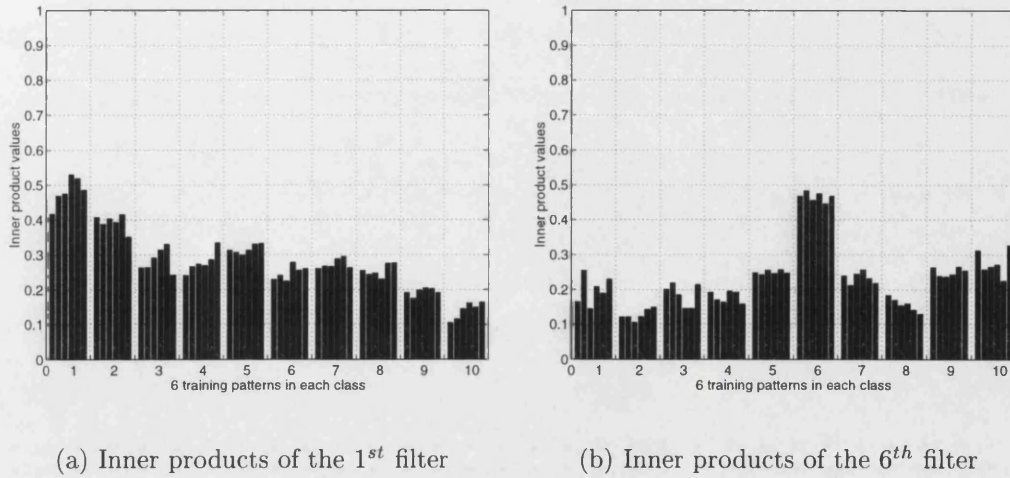 1
0.9
0.8
0.7
0.6
0.5
0.4
0.3
0.2
0.1
0
Inner product values
0 1 2 3 4 5 6 7 8 9 10
6 training patterns in each class
(a) Inner products of the 1st filter
1
0.9
0.8
0.7
0.6
0.5
0.4
0.3
0.2
0.1
0
Inner product values
0 1 2 3 4 5 6 7 8 9 10
6 training patterns in each class
(b) Inner products of the 6th filter